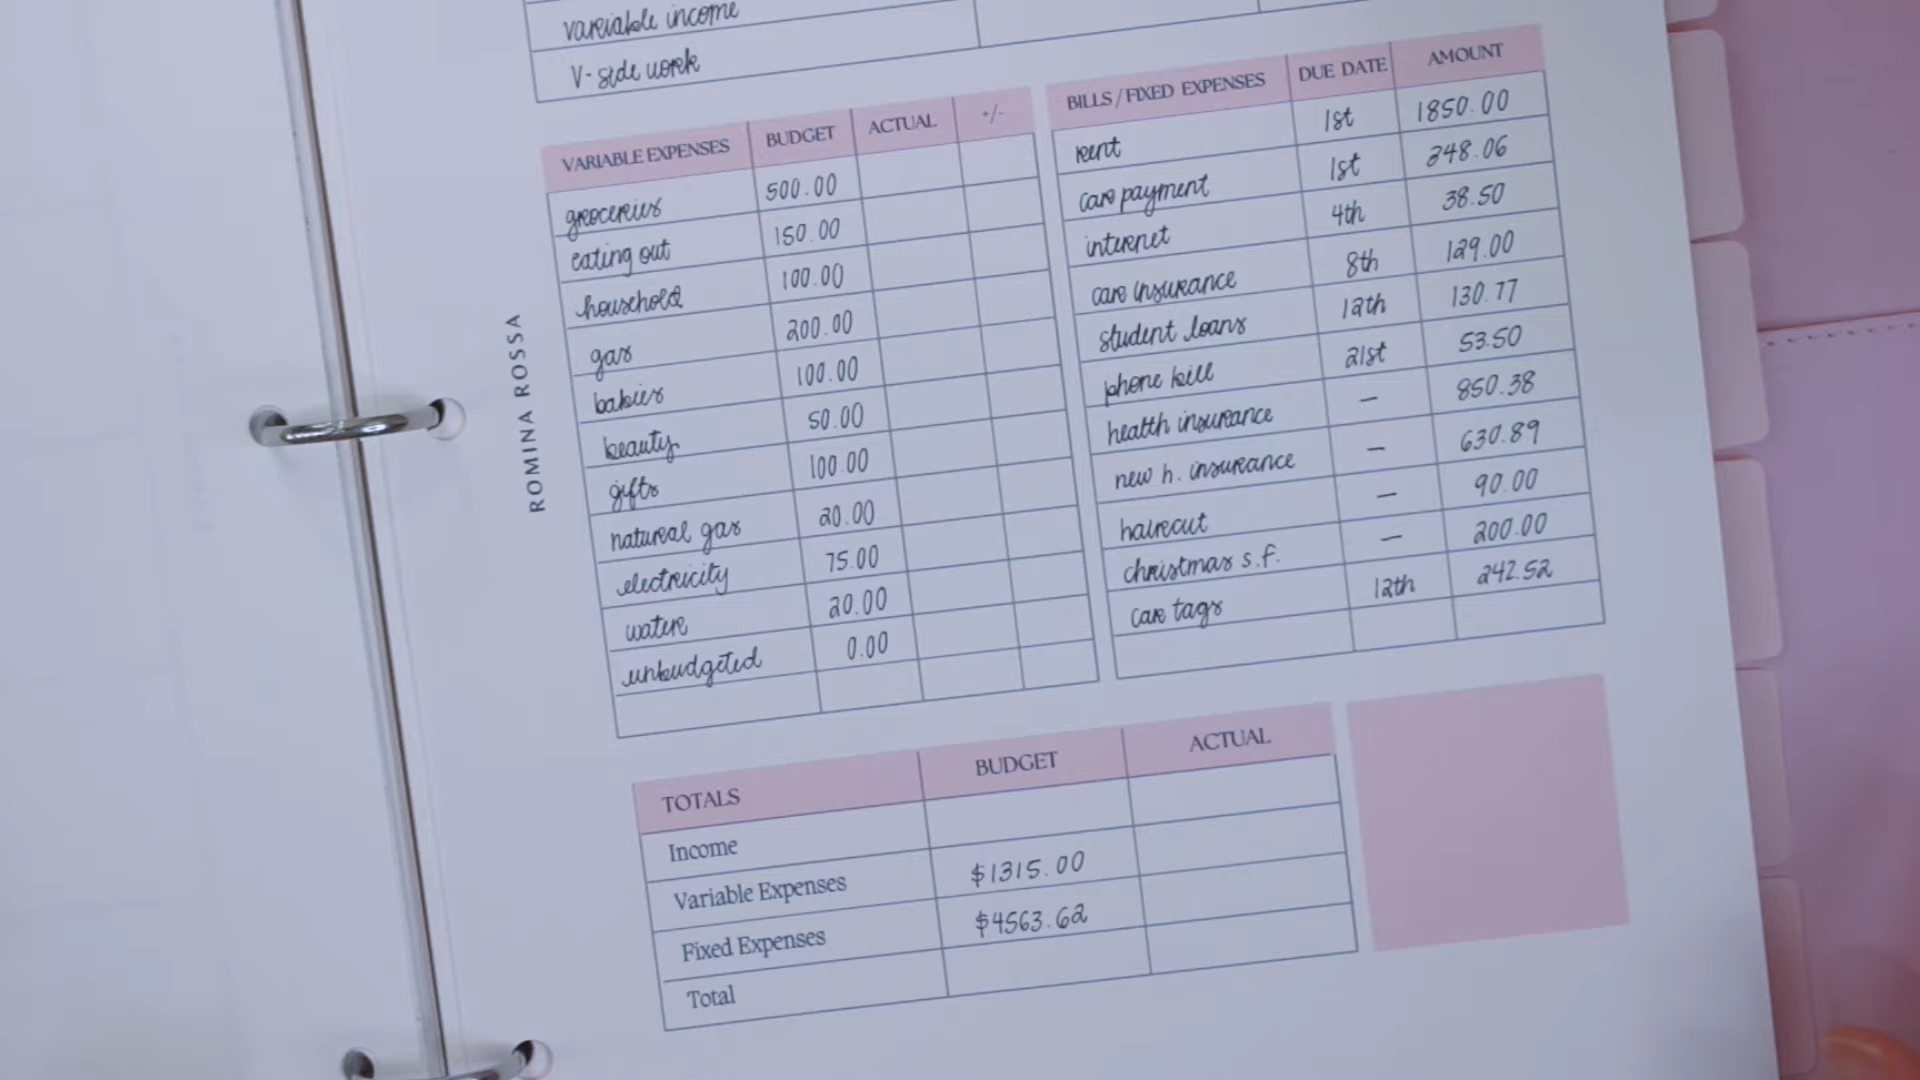 variable income
V- side work
VARIABLE EXPENSES BUDGET ACTUAL +/-
groceries 500.00
eating out 150.00
household 100.00
gas 200.00
babies 100.00
beauty 50.00
gifts 100.00
natural gas 20.00
electricity 75.00
water 20.00
unbudgeted 0.00
BILLS / FIXED EXPENSES DUE DATE AMOUNT
rent 1st 1850.00
car payment 1st 348.06
internet 4th 38.50
car insurance 8th 129.00
student loans 12th 130.77
phone bill 21st 53.50
health insurance — 850.38
new h. insurance — 630.89
haircut — 90.00
christmas s.f. — 200.00
car tags 12th 242.52
ROMINA ROSSA
TOTALS BUDGET ACTUAL
Income
Variable Expenses $1315.00
Fixed Expenses $4563.62
Total